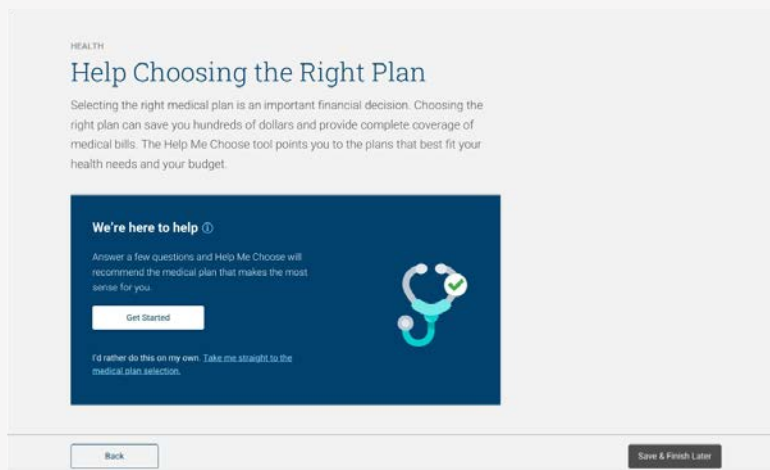 HEALTH
Help Choosing the Right Plan
Selecting the right medical plan is an important financial decision. Choosing the
right plan can save you hundreds of dollars and provide complete coverage of
medical bills. The Help Me Choose tool points you to the plans that best fit your
health needs and your budget.
We're here to help
Answer a few questions and Help Me Choose will
recommend the medical plan that makes the most
sense for you.
Get Started
I'd rather do this on my own. Take me straight to the
medical plan selection.
Back
Save & Finish Later